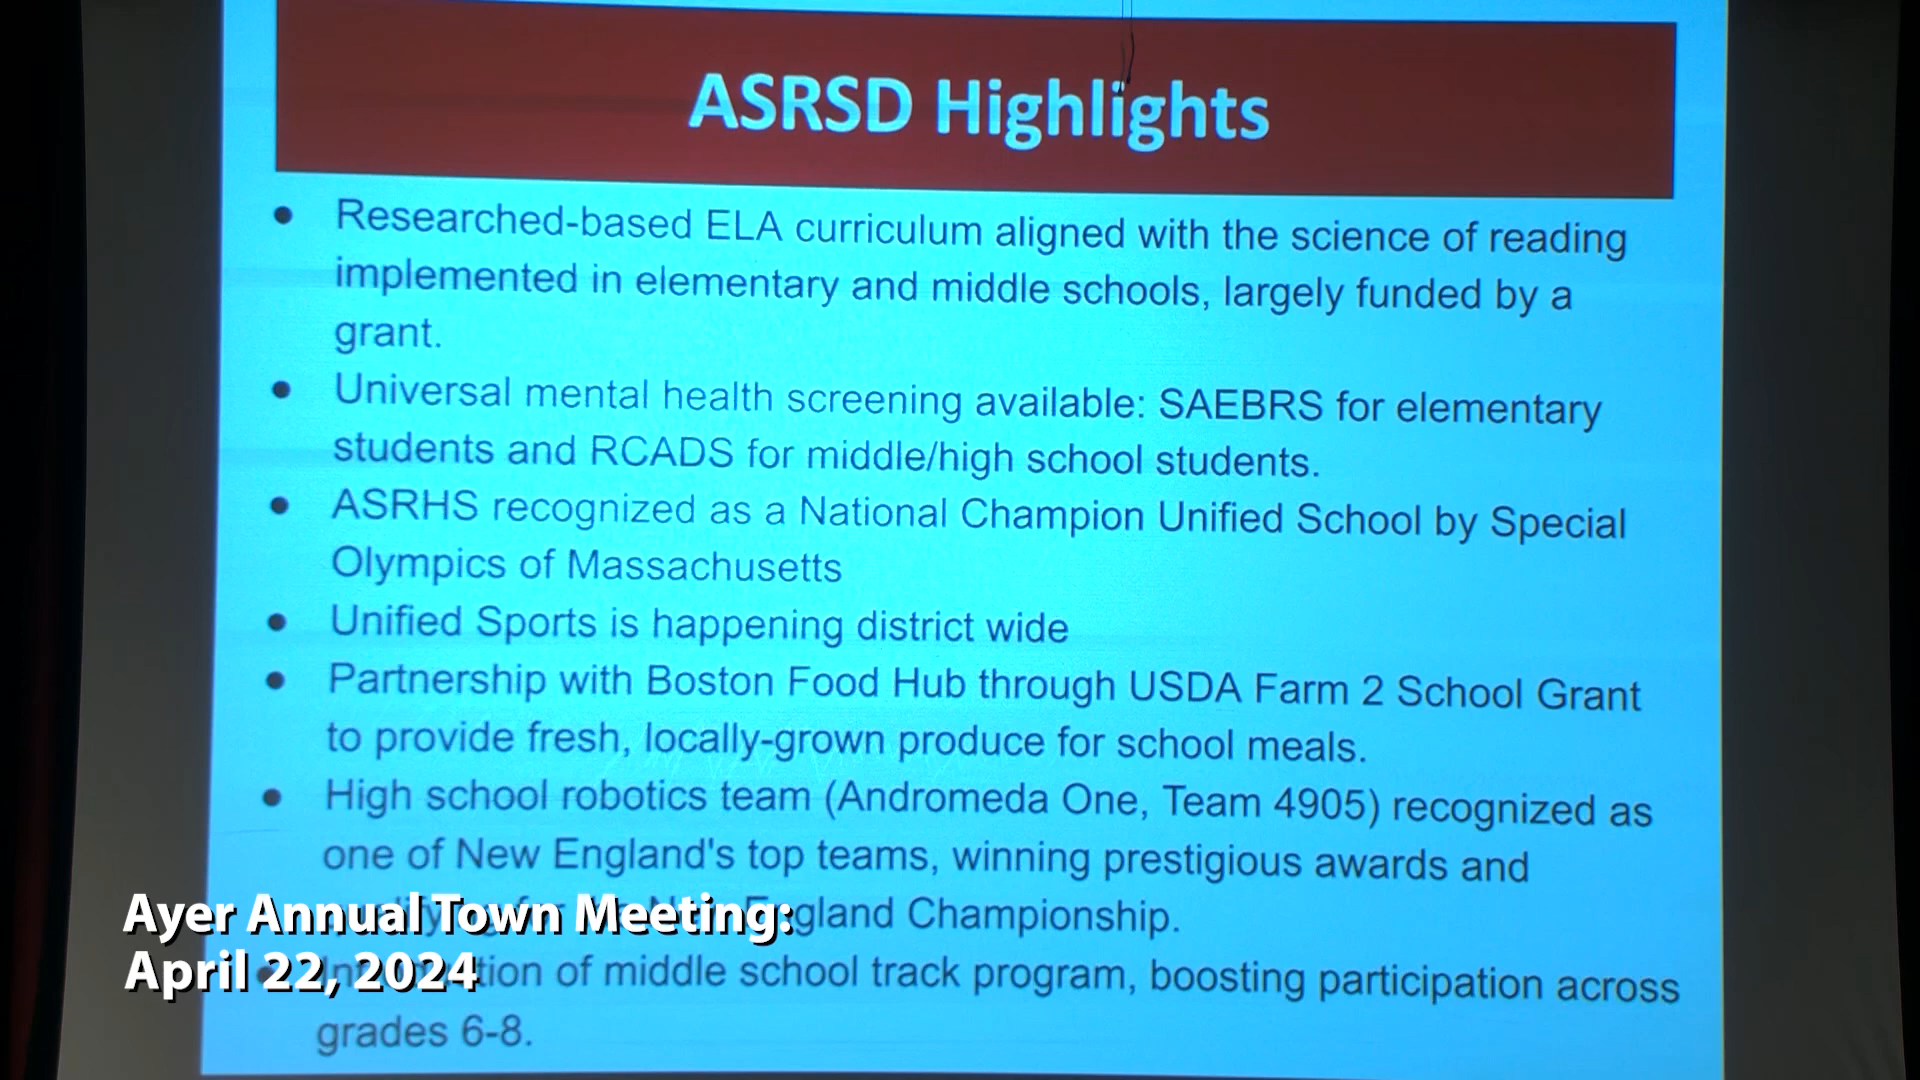 ASRSD Highlights
● Researched-based ELA curriculum aligned with the science of reading
implemented in elementary and middle schools, largely funded by a
grant.
● Universal mental health screening available: SAEBRS for elementary
students and RCADS for middle/high school students.
● ASRHS recognized as a National Champion Unified School by Special
Olympics of Massachusetts
● Unified Sports is happening district wide
● Partnership with Boston Food Hub through USDA Farm 2 School Grant
to provide fresh, locally-grown produce for school meals.
● High school robotics team (Andromeda One, Team 4905) recognized as
one of New England's top teams, winning prestigious awards and
England Championship.
of middle school track program, boosting participation across
grades 6-8.
Ayer Annual Town Meeting:
April 22, 2024